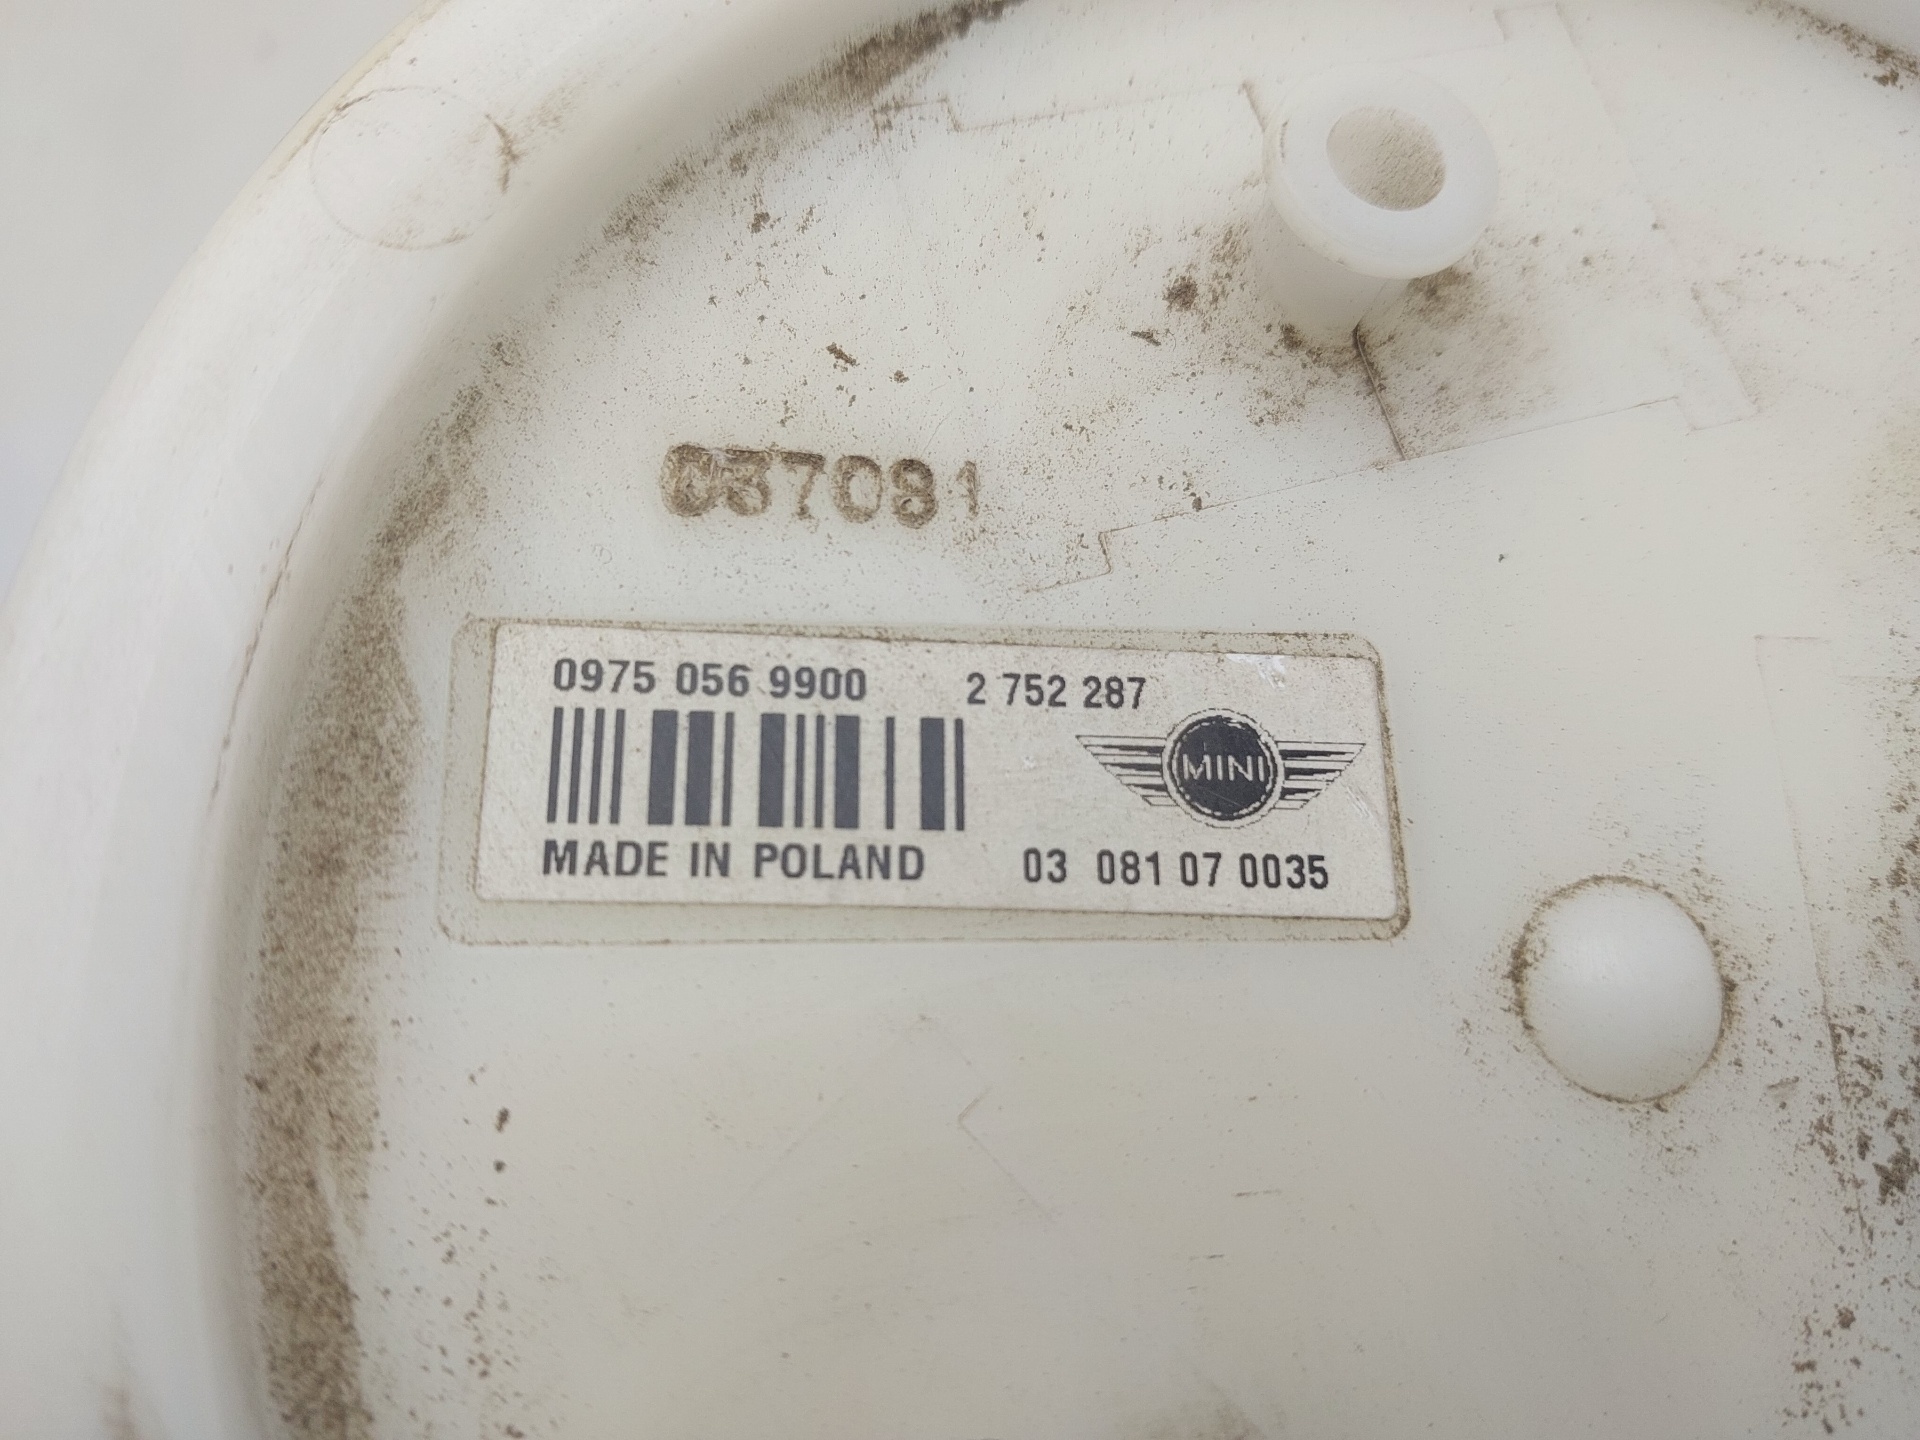 037081
0975 056 9900 2 752 287
MINI
MADE IN POLAND 03 081 07 0035